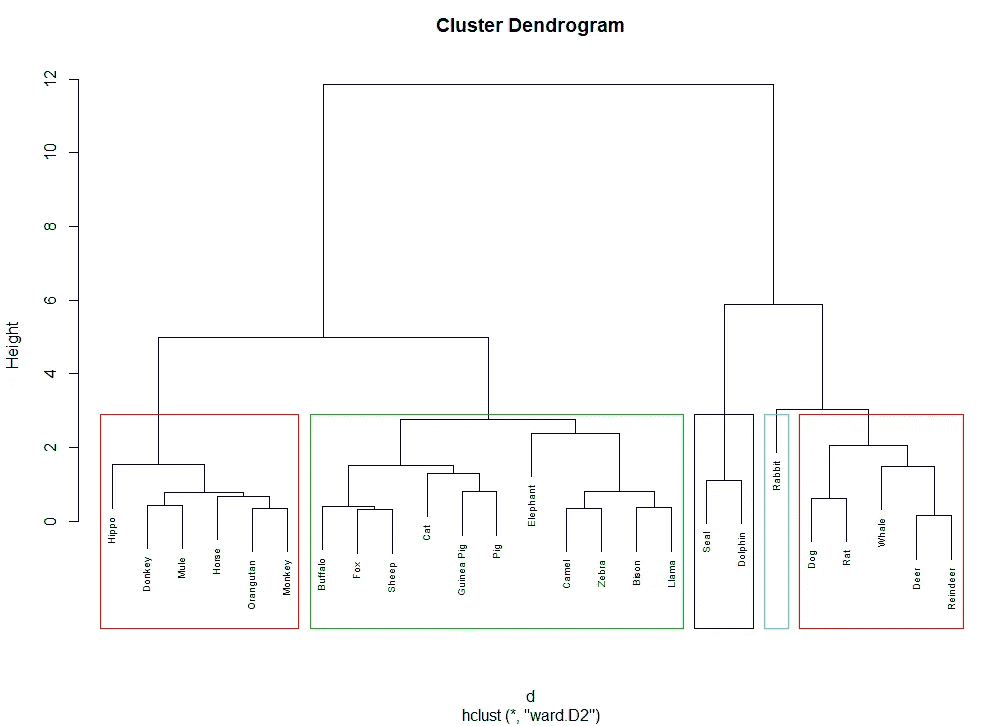 Cluster Dendrogram
Height
12
10
8
6
4
2
0
Hippo
Donkey
Mule
Horse
Orangutan
Monkey
Buffalo
Fox
Sheep
Cat
Guinea Pig
Pig
Elephant
Camel
Zebra
Bison
Llama
Seal
Dolphin
Rabbit
Dog
Rat
Whale
Deer
Reindeer
d
hclust (*, "ward.D2")